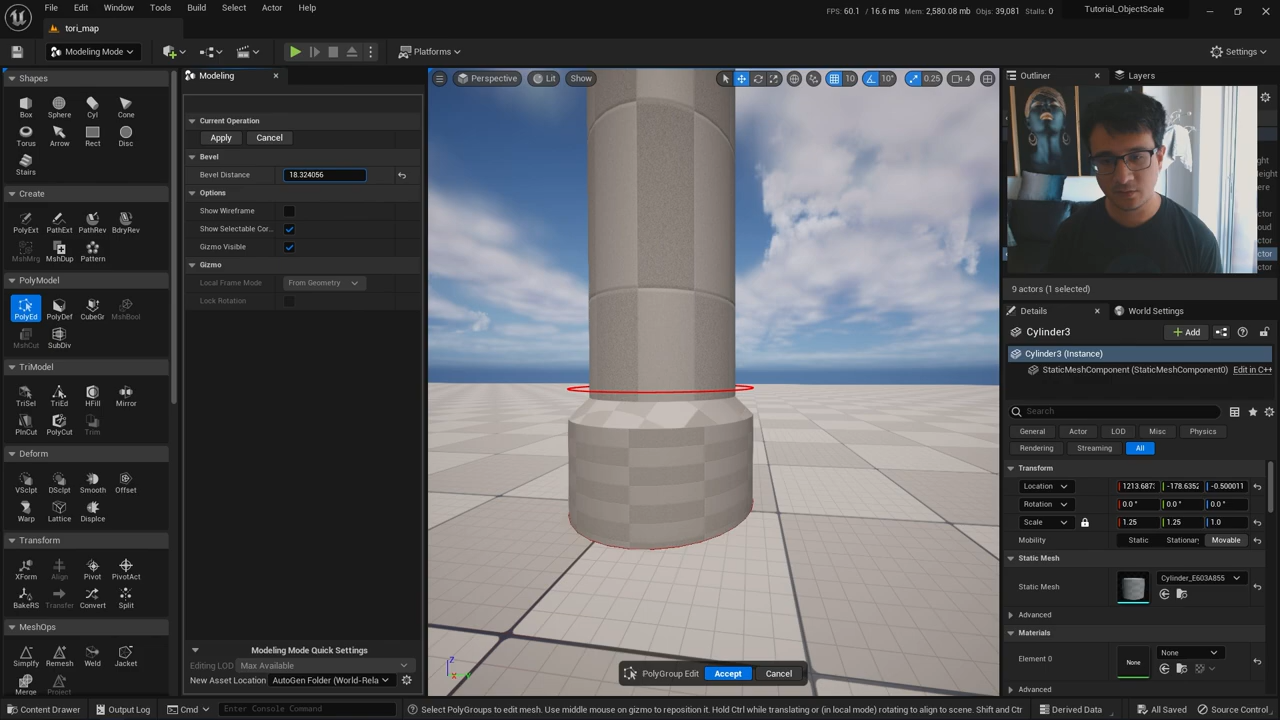 File Edit Window Tools Build Select Actor Help
FPS: 60.1 / 16.6 ms Mem: 2,580.08 mb Objs: 39,081 Stalls: 0
Tutorial_ObjectScale
tori_map
Modeling Mode
Platforms
Settings
Shapes
Box Sphere Cyl Cone
Torus Arrow Rect Disc
Stairs
Create
PolyExt PathExt PathRev BdryRev
MshMrg MshDup Pattern
PolyModel
PolyEd PolyDef CubeGr MshBool
MshCut SubDiv
TriModel
TriSel TriEd HFill Mirror
PlnCut PolyCut Trim
Deform
VSclpt DSclpt Smooth Offset
Warp Lattice Displce
Transform
XForm Align Pivot PivotAct
BakeRS Transfer Convert Split
MeshOps
Simplfy Remesh Weld Jacket
Merge Project
Modeling
Current Operation
Apply Cancel
Bevel
Bevel Distance 18.324056
Options
Show Wireframe
Show Selectable Cor...
Gizmo Visible
Gizmo
Local Frame Mode From Geometry
Lock Rotation
Modeling Mode Quick Settings
Editing LOD Max Available
New Asset Location AutoGen Folder (World-Rela
Perspective Lit Show
10 10° 0.25 4
Z
PolyGroup Edit Accept Cancel
Outliner Layers
9 actors (1 selected)
Details World Settings
Cylinder3
Add
Cylinder3 (Instance)
StaticMeshComponent (StaticMeshComponent0) Edit in C++
Search
General Actor LOD Misc Physics
Rendering Streaming All
Transform
Location 1213.687 -178.635 -0.500011
Rotation 0.0 ° 0.0 ° 0.0 °
Scale 1.25 1.25 1.0
Mobility Static Stationary Movable
Static Mesh
Static Mesh None Cylinder_E603A855
Advanced
Materials
Element 0 None None
Advanced
Content Drawer Output Log Cmd Enter Console Command
Select PolyGroups to edit mesh. Use middle mouse on gizmo to reposition it. Hold Ctrl while translating or (in local mode) rotating to align to scene. Shift and Ctr
Derived Data All Saved Source Control